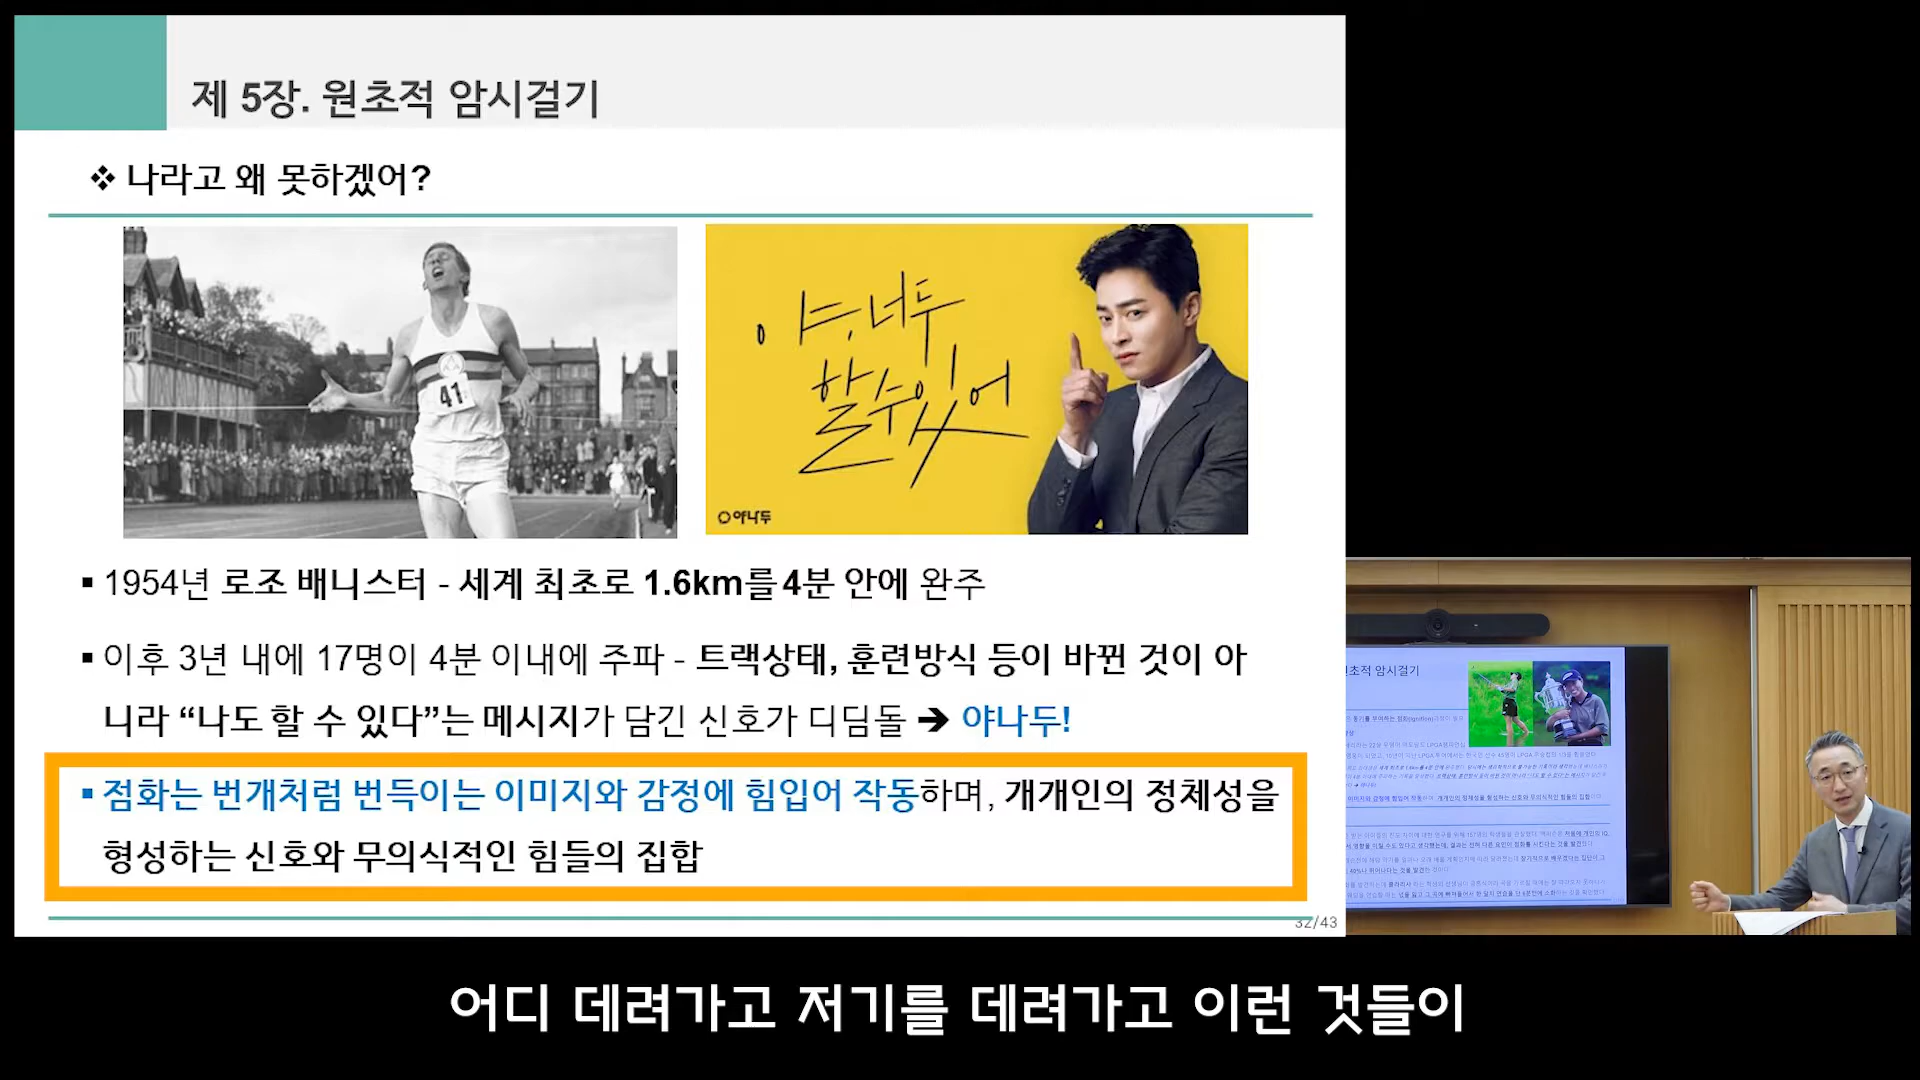 제 5장. 원초적 암시걸기
❖ 나라고 왜 못하겠어?
41
야, 너두
할 수 있어
야나두
▪ 1954년 로조 배니스터 - 세계 최초로 1.6km를 4분 안에 완주
▪ 이후 3년 내에 17명이 4분 이내에 주파 - 트랙상태, 훈련방식 등이 바뀐 것이 아
니라 “나도 할 수 있다”는 메시지가 담긴 신호가 디딤돌 ➔ 야나두!
▪ 점화는 번개처럼 번득이는 이미지와 감정에 힘입어 작동하며, 개개인의 정체성을
형성하는 신호와 무의식적인 힘들의 집합
32/43
초적 암시걸기
어디 데려가고 저기를 데려가고 이런 것들이